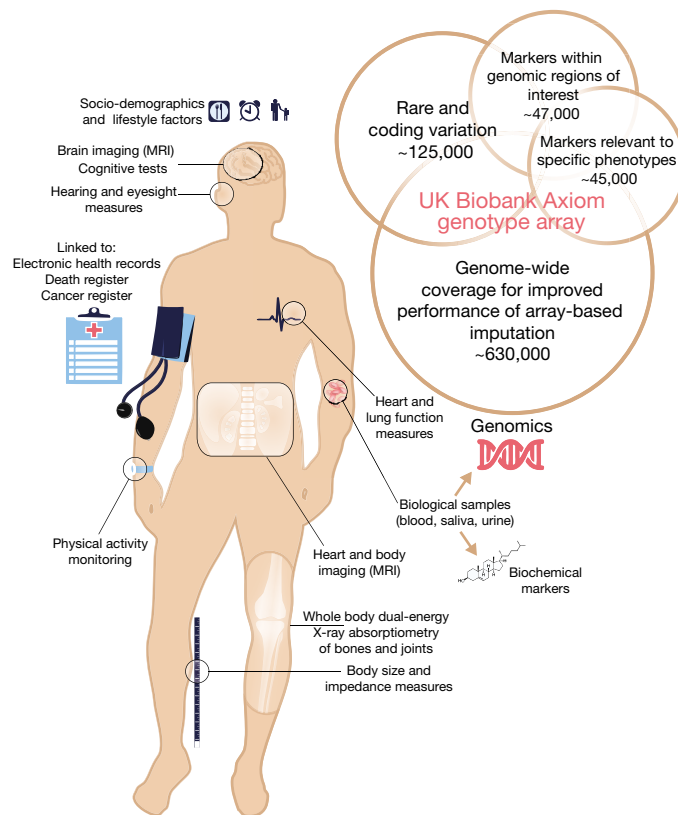 Socio-demographics
and lifestyle factors
Brain imaging (MRI)
Cognitive tests
Hearing and eyesight
measures
Linked to:
Electronic health records
Death register
Cancer register
Physical activity
monitoring
Markers within
genomic regions of
interest
~47,000
Rare and
coding variation
~125,000
Markers relevant to
specific phenotypes
~45,000
UK Biobank Axiom
genotype array
Genome-wide
coverage for improved
performance of array-based
imputation
~630,000
Heart and
lung function
measures
Genomics
Biological samples
(blood, saliva, urine)
Heart and body
imaging (MRI)
Biochemical
markers
HO
H
H
H
H
Whole body dual-energy
X-ray absorptiometry
of bones and joints
Body size and
impedance measures